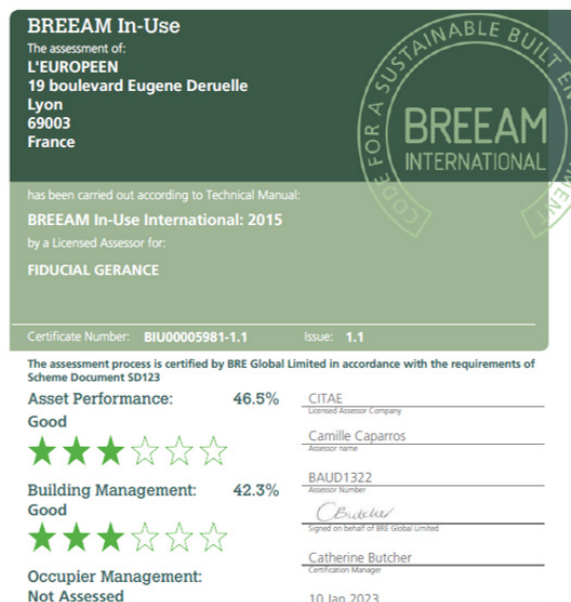 BREEAM In-Use
The assessment of:
L'EUROPEEN
19 boulevard Eugene Deruelle
Lyon
69003
France
CODE FOR A SUSTAINABLE BUILT
BREEAM
INTERNATIONAL
has been carried out according to Technical Manual:
BREEAM In-Use International: 2015
by a Licensed Assessor for:
FIDUCIAL GERANCE
Certificate Number: BIU00005981-1.1 Issue: 1.1
The assessment process is certified by BRE Global Limited in accordance with the requirements of
Scheme Document SD123
Asset Performance: 46.5%
Good
CITAE
Licensed Assessor Company
Camille Caparros
Assessor name
Building Management: 42.3%
Good
BAUD1322
Assessor Number
CButcher
Signed on behalf of BRE Global Limited
Catherine Butcher
Certification Manager
Occupier Management:
Not Assessed
10 Jan 2023